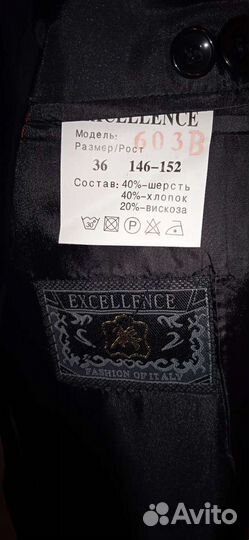 EXCELLENCE
Модель: 603В
Размер/Рост
36 146-152
Состав: 40%-шерсть
40%-хлопок
20%-вискоза
30
P
EXCELLENCE
FASHION OF ITALY
Avito